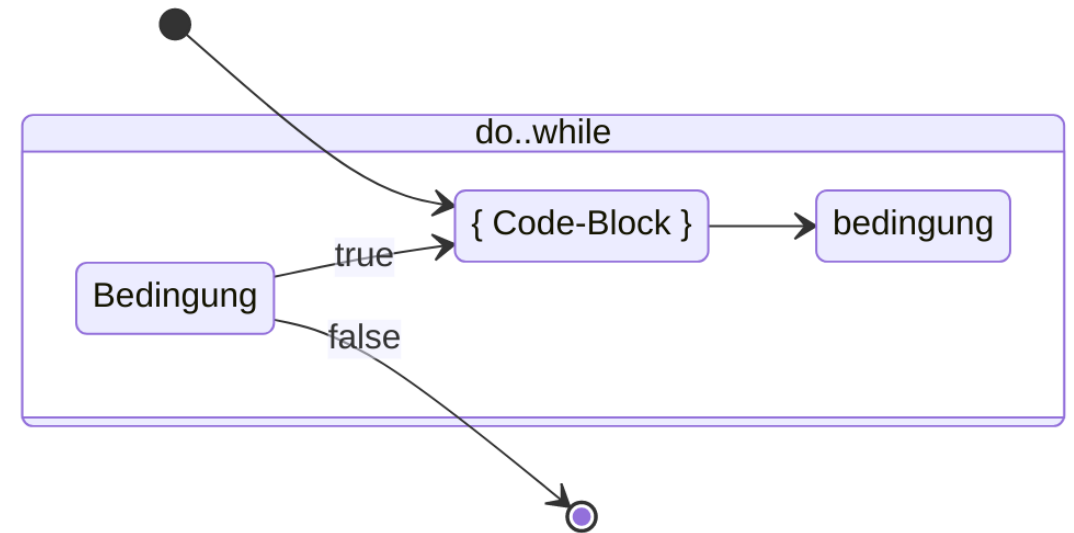 do..while
{ Code-Block }
bedingung
true
Bedingung
false